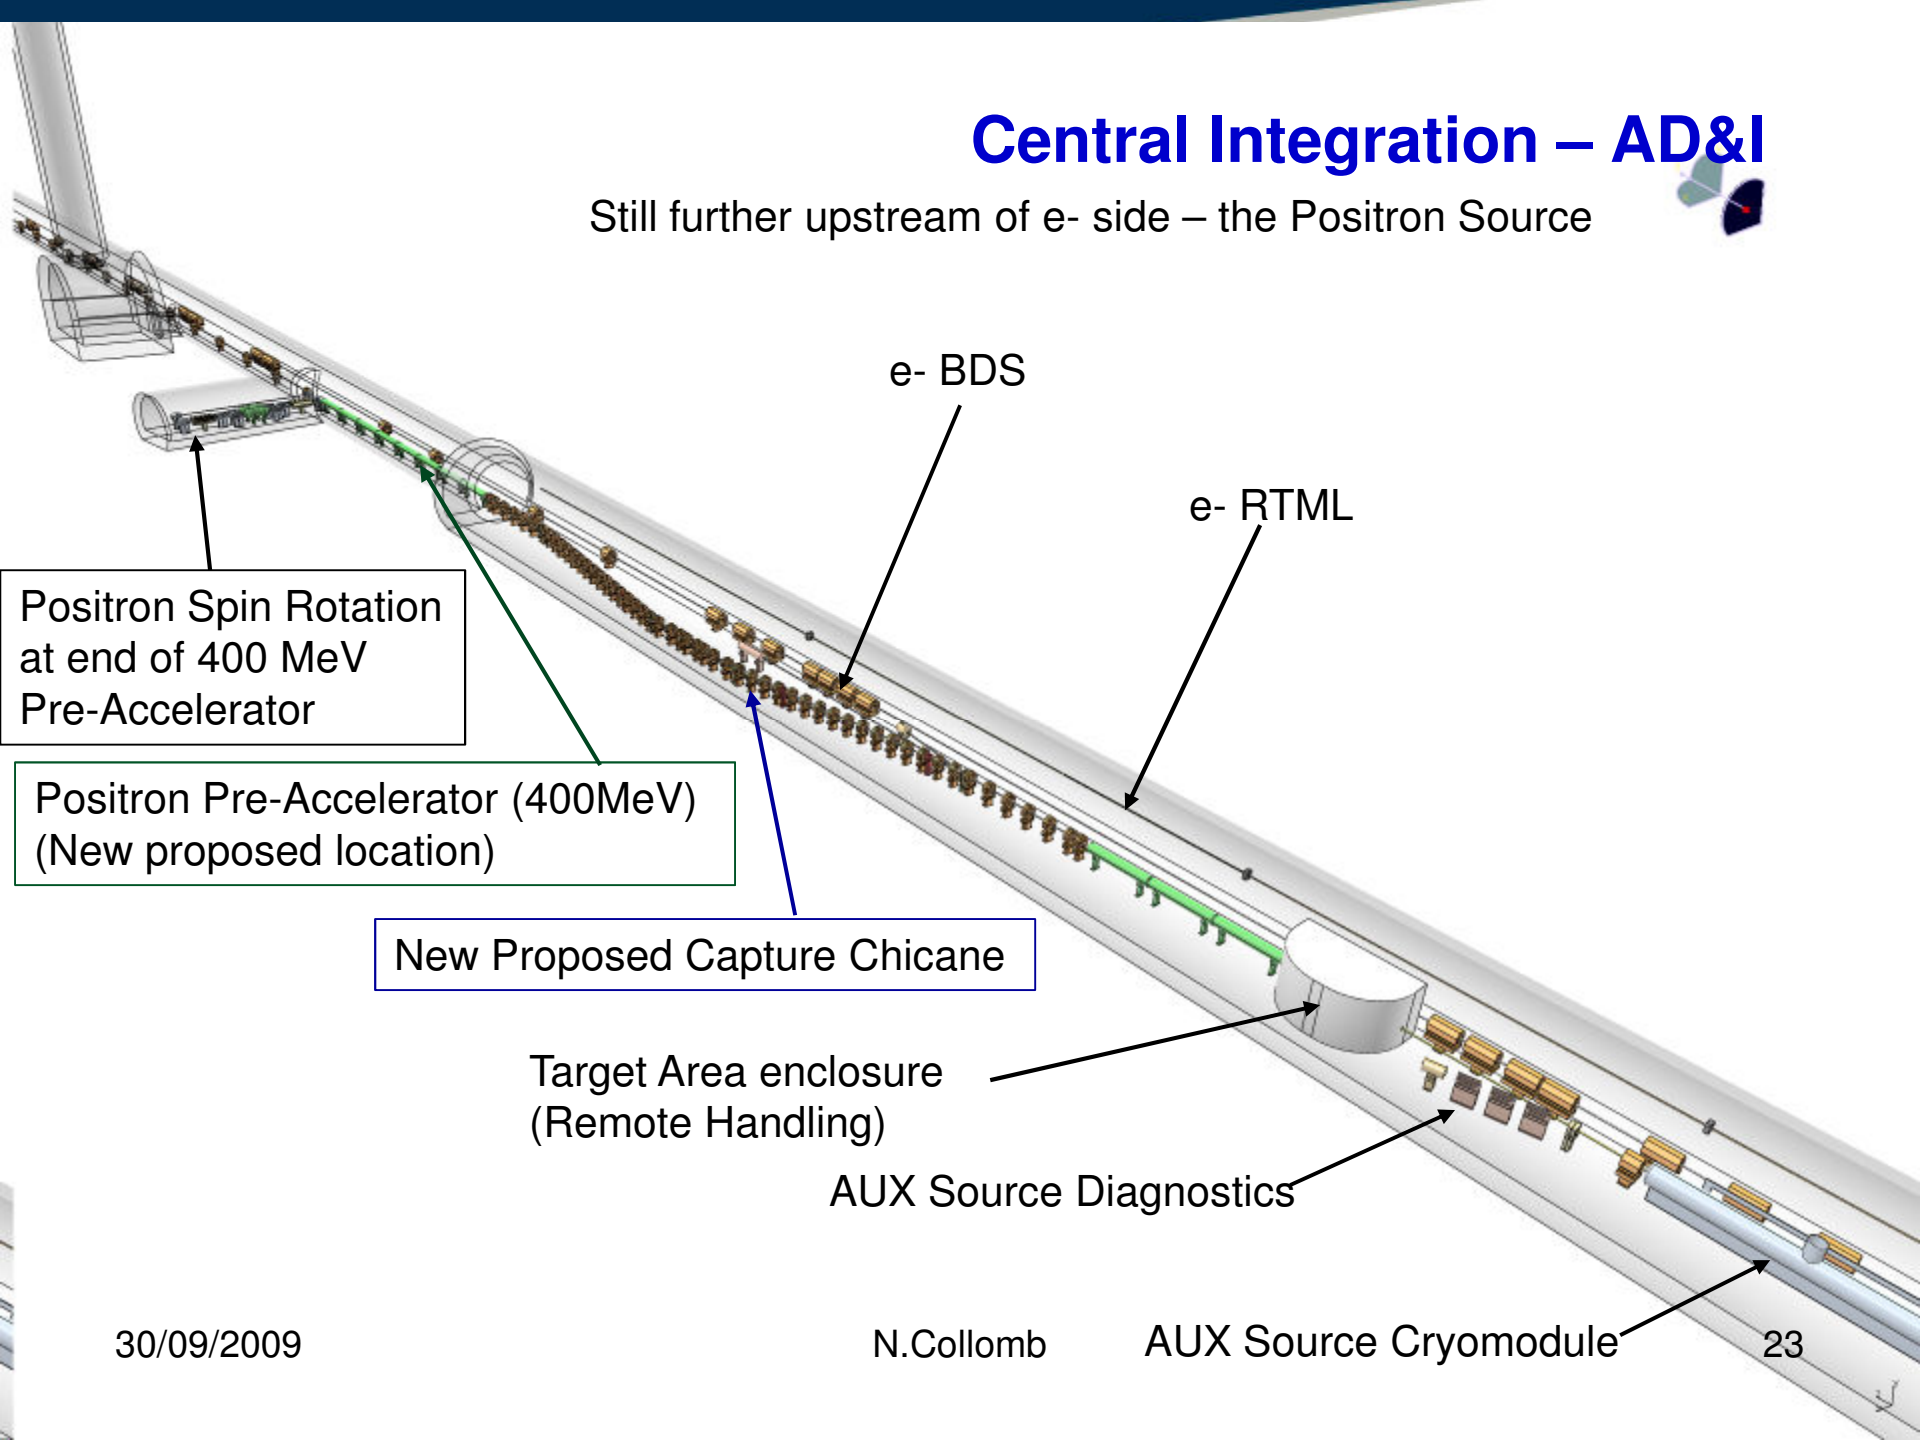 Central Integration – AD&I
Still further upstream of e- side – the Positron Source
e- BDS
e- RTML
Positron Spin Rotation
at end of 400 MeV
Pre-Accelerator
Positron Pre-Accelerator (400MeV)
(New proposed location)
New Proposed Capture Chicane
Target Area enclosure
(Remote Handling)
AUX Source Diagnostics
AUX Source Cryomodule
30/09/2009
N.Collomb
23